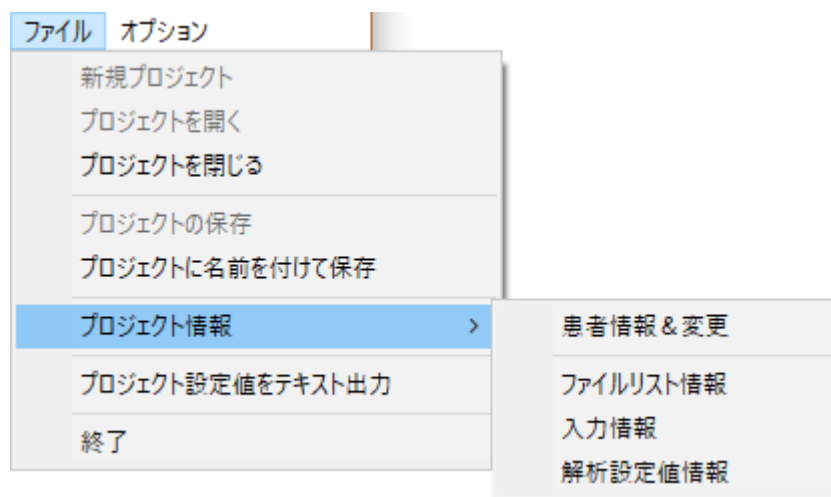 ファイル オプション
新規プロジェクト
プロジェクトを開く
プロジェクトを閉じる
プロジェクトの保存
プロジェクトに名前を付けて保存
プロジェクト情報 >
患者情報＆変更
プロジェクト設定値をテキスト出力
ファイルリスト情報
入力情報
終了
解析設定値情報